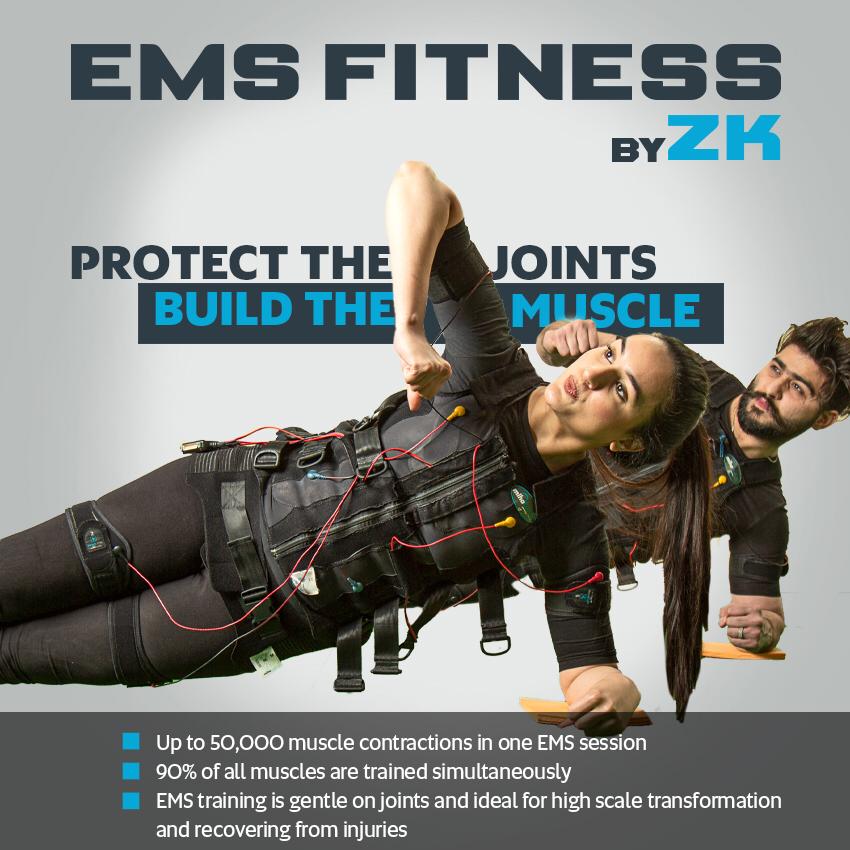 EMS FITNESS
BY ZK
PROTECT THE JOINTS
BUILD THE MUSCLE
miha
Up to 50,000 muscle contractions in one EMS session
90% of all muscles are trained simultaneously
EMS training is gentle on joints and ideal for high scale transformation
and recovering from injuries